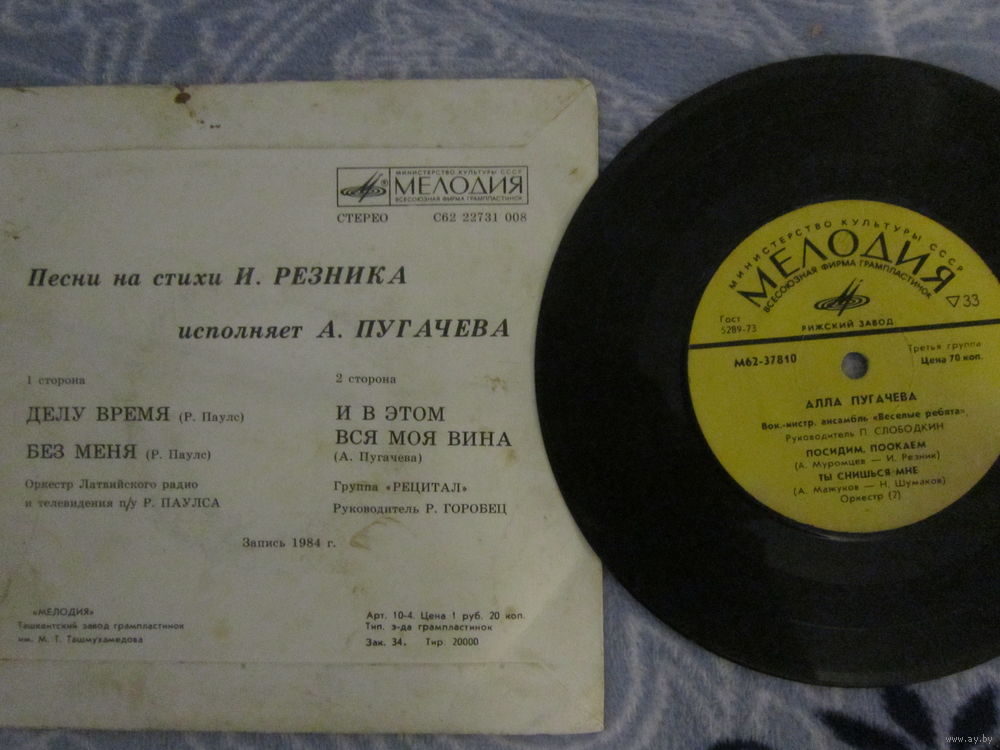 МИНИСТЕРСТВО КУЛЬТУРЫ СССР
МЕЛОДИЯ
ВСЕСОЮЗНАЯ ФИРМА ГРАМПЛАСТИНОК
СТЕРЕО С62 22731 008
Песни на стихи И. РЕЗНИКА
исполняет А. ПУГАЧЕВА
1 сторона
ДЕЛУ ВРЕМЯ (Р. Паулс)
БЕЗ МЕНЯ (Р. Паулс)
Оркестр Латвийского радио
и телевидения п/у Р. ПАУЛСА
2 сторона
И В ЭТОМ
ВСЯ МОЯ ВИНА
(А. Пугачева)
Группа «РЕЦИТАЛ»
Руководитель Р. ГОРОБЕЦ
Запись 1984 г.
«МЕЛОДИЯ»
Ташкентский завод грампластинок
им. М. Т. Ташмухамедова
Арт. 10-4. Цена 1 руб. 20 коп.
Тип. з-да грампластинок
Зак. 34. Тир. 20000
МИНИСТЕРСТВО КУЛЬТУРЫ СССР
МЕЛОДИЯ
ВСЕСОЮЗНАЯ ФИРМА ГРАМПЛАСТИНОК
33
Гост
5289-73
РИЖСКИЙ ЗАВОД
М62-37810
Третья группа
Цена 70 коп.
АЛЛА ПУГАЧЕВА
Вок.-инстр. ансамбль «Веселые ребята»,
Руководитель П. СЛОБОДКИН
ПОСИДИМ, ПООКАЕМ
(А. Муромцев — И. Резник)
ТЫ СНИШЬСЯ МНЕ
(А. Мажуков — Н. Шумаков)
Оркестр (2)
www.ay.by